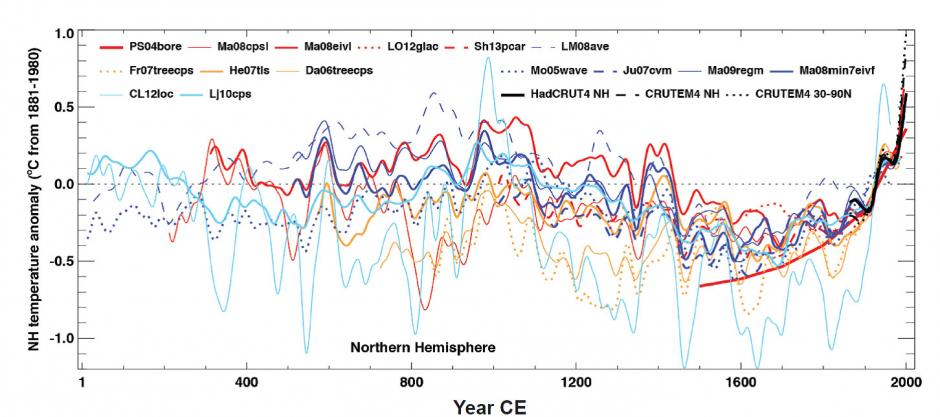 NH temperature anomaly (°C from 1881-1980)
1.0
0.5
0.0
-0.5
-1.0
PS04bore Ma08cpsl Ma08eivl LO12glac Sh13pcar LM08ave
Fr07treecps He07tls Da06treecps Mo05wave Ju07cvm Ma09regm Ma08min7eivf
CL12loc Lj10cps HadCRUT4 NH CRUTEM4 NH CRUTEM4 30-90N
Northern Hemisphere
1 400 800 1200 1600 2000
Year CE